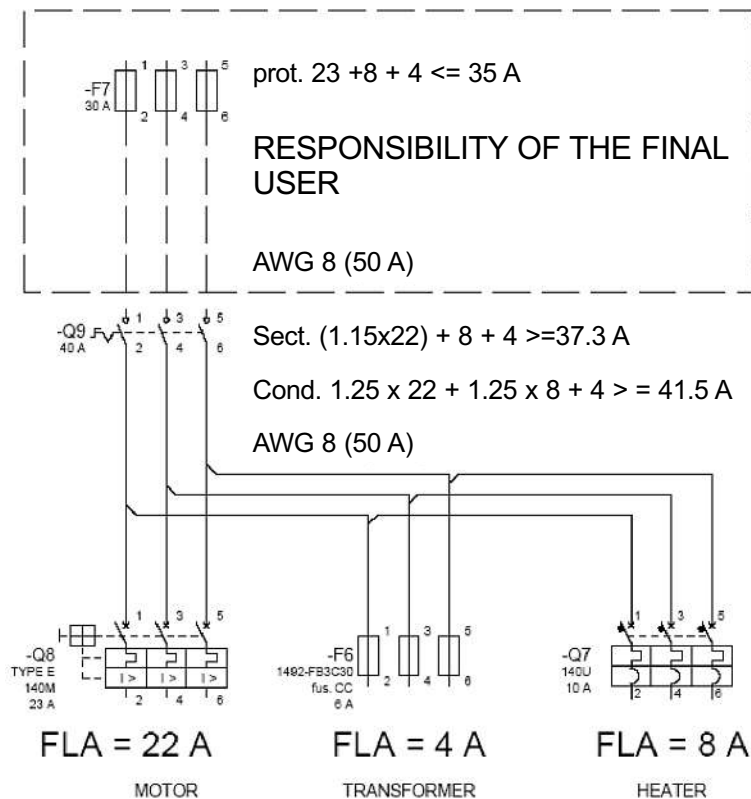 1 3 5
-F7
30 A
2 4 6
prot. 23 +8 + 4 <= 35 A
RESPONSIBILITY OF THE FINAL
USER
AWG 8 (50 A)
1 3 5
-Q9
40 A
2 4 6
Sect. (1.15x22) + 8 + 4 >=37.3 A
Cond. 1.25 x 22 + 1.25 x 8 + 4 > = 41.5 A
AWG 8 (50 A)
1 3 5
-Q8
TYPE E
140M
23 A
I > I > I >
2 4 6
1 3 5
-F6
1492-FB3C30
fus. CC
6 A
2 4 6
1 3 5
-Q7
140U
10 A
2 4 6
FLA = 22 A FLA = 4 A FLA = 8 A
MOTOR TRANSFORMER HEATER